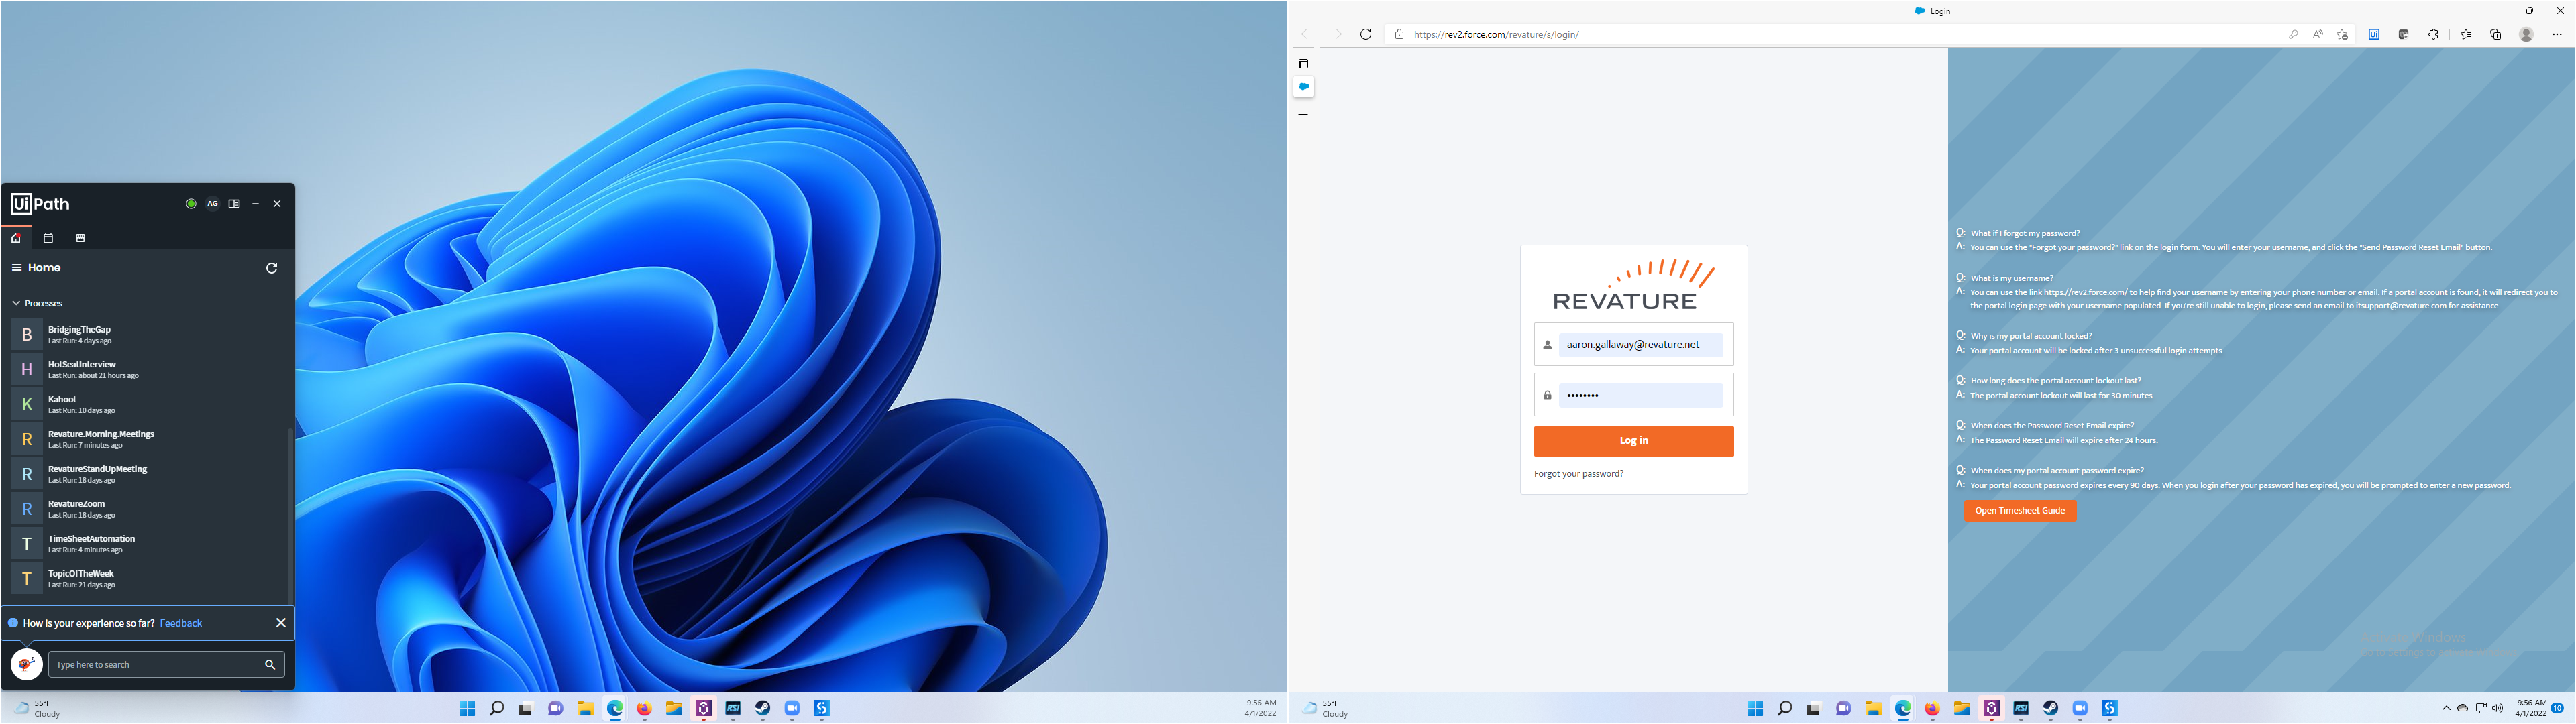 UiPath
AG
Home
Processes
B
BridgingTheGap
Last Run: 4 days ago
H
HotSeatInterview
Last Run: about 21 hours ago
K
Kahoot
Last Run: 10 days ago
R
Revature.Morning.Meetings
Last Run: 7 minutes ago
R
RevatureStandUpMeeting
Last Run: 18 days ago
R
RevatureZoom
Last Run: 18 days ago
T
TimeSheetAutomation
Last Run: 4 minutes ago
T
TopicOfTheWeek
Last Run: 21 days ago
How is your experience so far? Feedback
Type here to search
55°F
Cloudy
9:56 AM
4/1/2022
Login
https://rev2.force.com/revature/s/login/
REVATURE
aaron.gallaway@revature.net
••••••••
Log in
Forgot your password?
Q: What if I forgot my password?
A: You can use the "Forgot your password?" link on the login form. You will enter your username, and click the "Send Password Reset Email" button.
Q: What is my username?
A: You can use the link https://rev2.force.com/ to help find your username by entering your phone number or email. If a portal account is found, it will redirect you to
the portal login page with your username populated. If you're still unable to login, please send an email to itsupport@revature.com for assistance.
Q: Why is my portal account locked?
A: Your portal account will be locked after 3 unsuccessful login attempts.
Q: How long does the portal account lockout last?
A: The portal account lockout will last for 30 minutes.
Q: When does the Password Reset Email expire?
A: The Password Reset Email will expire after 24 hours.
Q: When does my portal account password expire?
A: Your portal account password expires every 90 days. When you login after your password has expired, you will be prompted to enter a new password.
Open Timesheet Guide
Windows
55°F
Cloudy
9:56 AM
4/1/2022
10